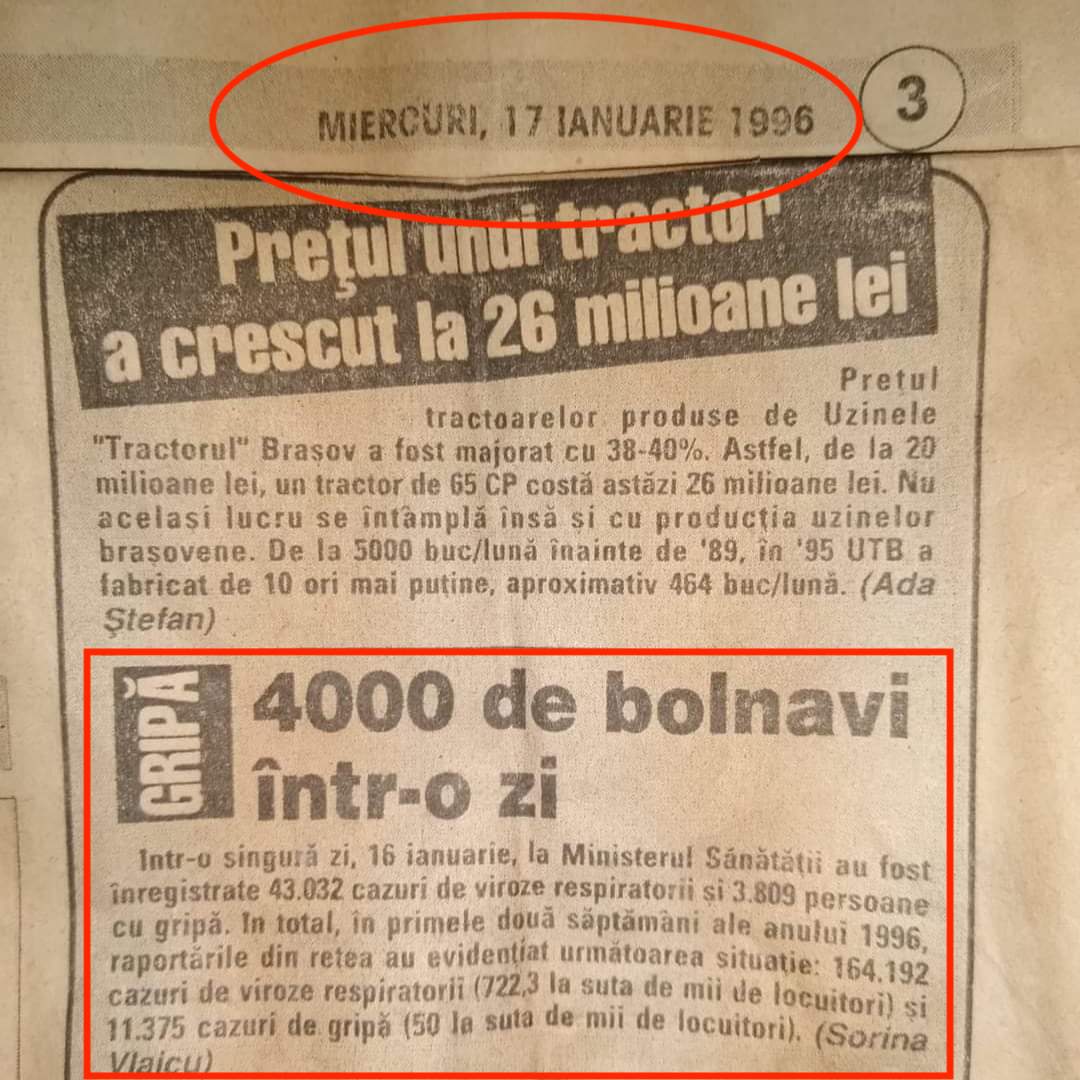 MIERCURI, 17 IANUARIE 1996
3
Preţul unui tractor
a crescut la 26 milioane lei
Preţul
tractoarelor produse de Uzinele
"Tractorul" Braşov a fost majorat cu 38-40%. Astfel, de la 20
milioane lei, un tractor de 65 CP costă astăzi 26 milioane lei. Nu
acelaşi lucru se întâmplă însă şi cu producţia uzinelor
braşovene. De la 5000 buc/lună înainte de '89, în '95 UTB a
fabricat de 10 ori mai puţine, aproximativ 464 buc/lună. (Ada
Ştefan)
GRIPĂ
4000 de bolnavi
într-o zi
Intr-o singură zi, 16 ianuarie, la Ministerul Sănătăţii au fost
înregistrate 43.032 cazuri de viroze respiratorii şi 3.809 persoane
cu gripă. In total, în primele două săptămâni ale anului 1996,
raportările din reţea au evidenţiat următoarea situaţie: 164.192
cazuri de viroze respiratorii (722,3 la suta de mii de locuitori) şi
11.375 cazuri de gripă (50 la suta de mii de locuitori). (Sorina
Vlaicu)